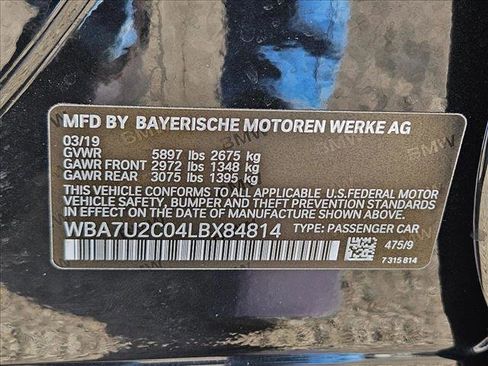 MFD BY BAYERISCHE MOTOREN WERKE AG
03/19
GVWR 5897 lbs 2675 kg
GAWR FRONT 2972 lbs 1348 kg
GAWR REAR 3075 lbs 1395 kg
THIS VEHICLE CONFORMS TO ALL APPLICABLE U.S.FEDERAL MOTOR
VEHICLE SAFETY, BUMPER AND THEFT PREVENTION STANDARDS
IN EFFECT ON THE DATE OF MANUFACTURE SHOWN ABOVE.
WBA7U2C04LBX84814 TYPE: PASSENGER CAR
475/9
7 315 814
BMW